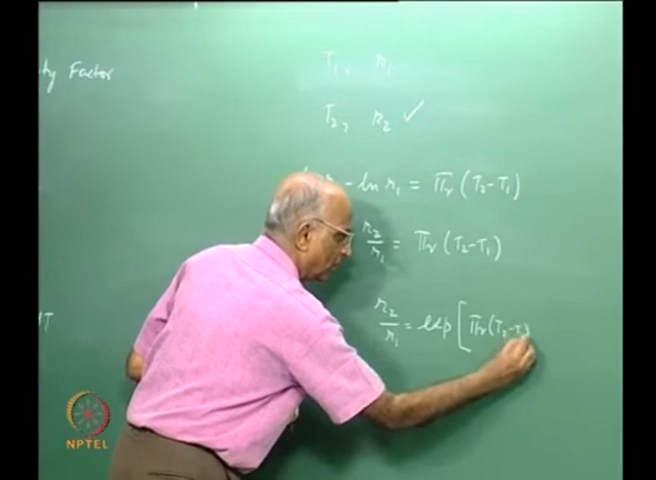 ty Factor
T₁, r₁
T₂, r₂ ✓
- ln r₁ = Πᵣ (T₂-T₁)
r₂/r₁ = Πᵣ (T₂-T₁)
r₂/r₁ = exp [Πᵣ(T₂-T₁)
T
NPTEL